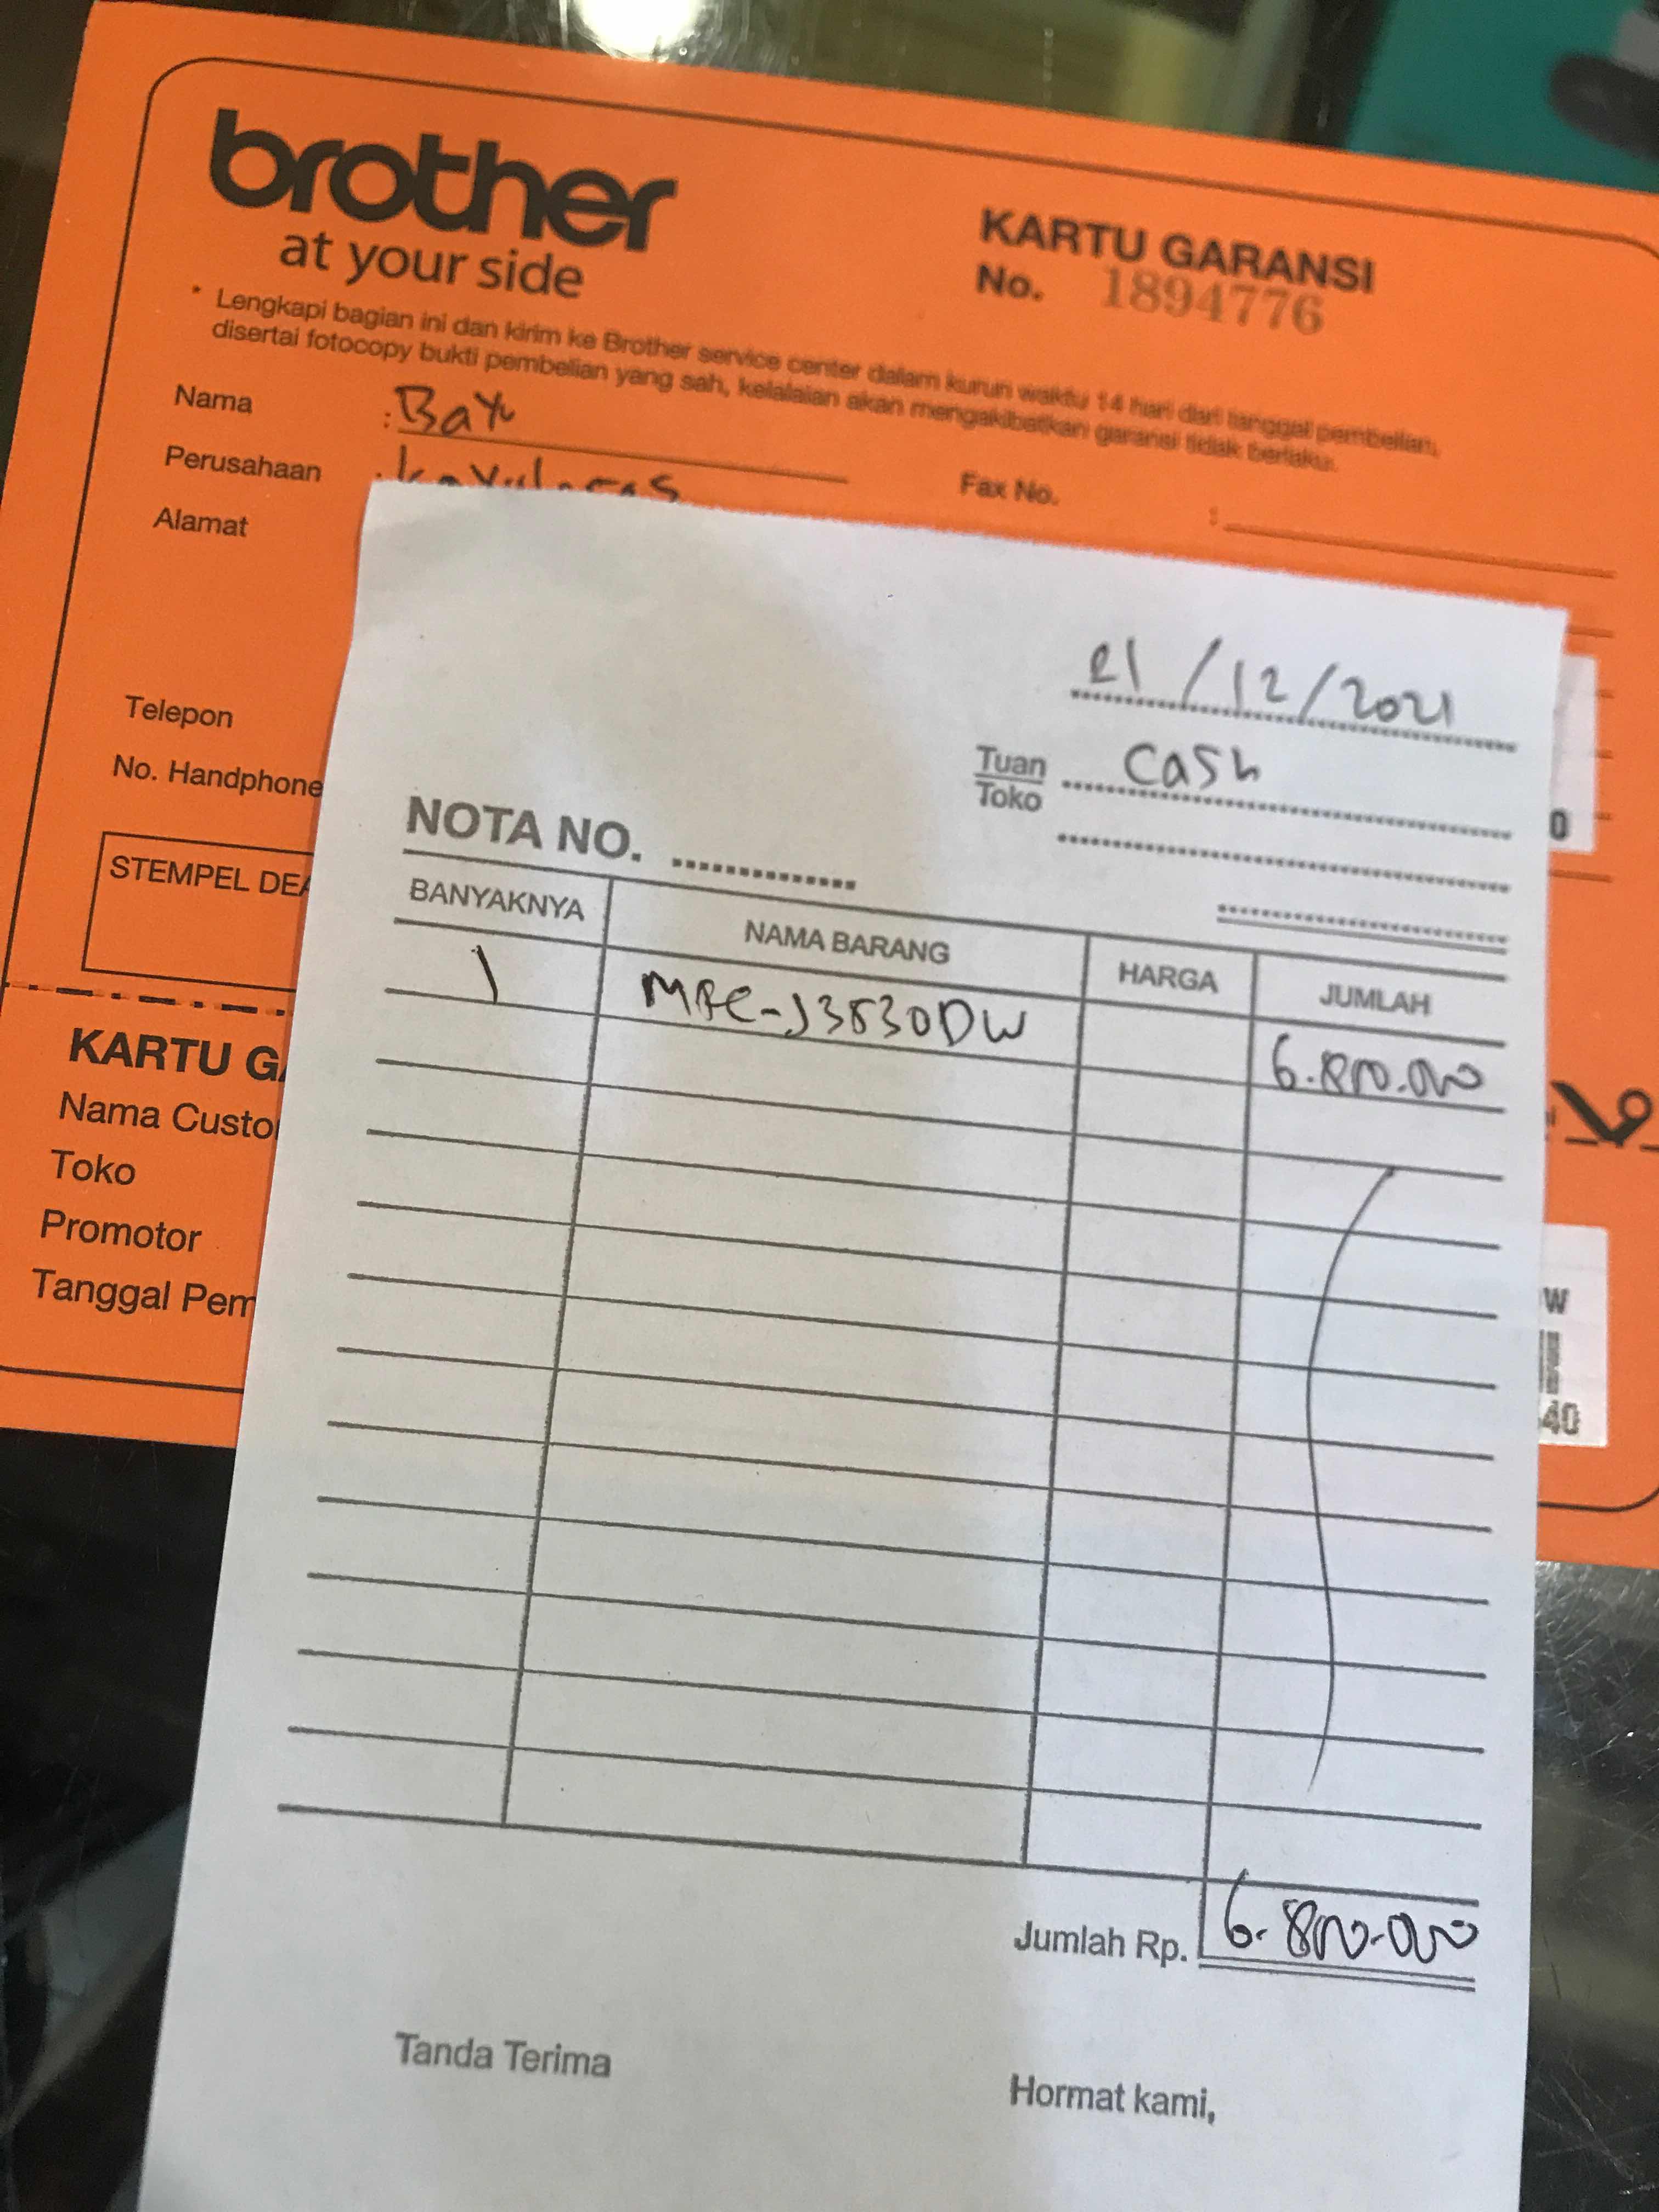 brother
at your side
KARTU GARANSI
No. 1894776
* Lengkapi bagian ini dan kirim ke Brother service center dalam kurun waktu 14 hari dari tanggal pembelian,
disertai fotocopy bukti pembelian yang sah, kelalaian akan mengakibatkan garansi tidak berlaku.
Nama : Bayu
Perusahaan :
Fax No. :
Alamat
Telepon
No. Handphone
STEMPEL DEA
KARTU GA
Nama Custo
Toko
Promotor
Tanggal Pem
0
W
40
21/12/2021
Tuan
Toko
Cash
NOTA NO.
BANYAKNYA NAMA BARANG HARGA JUMLAH
1 MFC-J3530DW 6.800.000
Jumlah Rp. 6.800.000
Tanda Terima
Hormat kami,